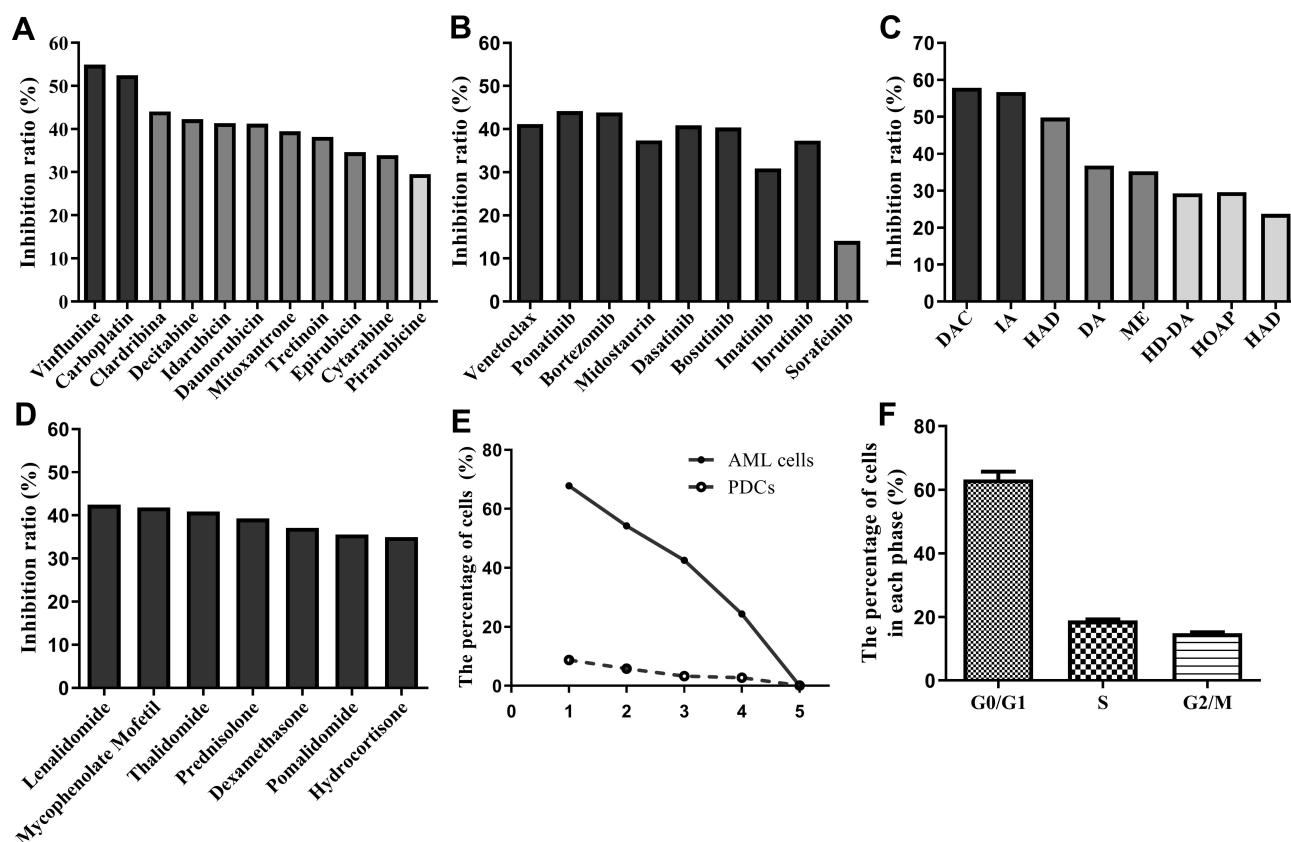 A
Inhibition ratio (%)
60
50
40
30
20
10
0
Vinflumine
Carboplatin
Clardribina
Decitabine
Idarubicin
Daunorubicin
Mitoxantrone
Tretinoin
Epirubicin
Cytarabine
Pirarubicine
B
Inhibition ratio (%)
60
50
40
30
20
10
0
Venetoclax
Ponatinib
Bortezomib
Midostaurin
Dasatinib
Bosutinib
Imatinib
Ibrutinib
Sorafeinib
C
Inhibition ratio (%)
70
60
50
40
30
20
10
0
DAC
IA
HAD
DA
ME
HD-DA
HOAP
HAD
D
Inhibition ratio (%)
60
50
40
30
20
10
0
Lenalidomide
Mycophenolate Mofetil
Thalidomide
Prednisolone
Dexamethasone
Pomalidomide
Hydrocortisone
E
The percentage of cells (%)
80
60
40
20
0
0 1 2 3 4 5
AML cells
PDCs
F
The percentage of cells
in each phase (%)
80
60
40
20
0
G0/G1 S G2/M